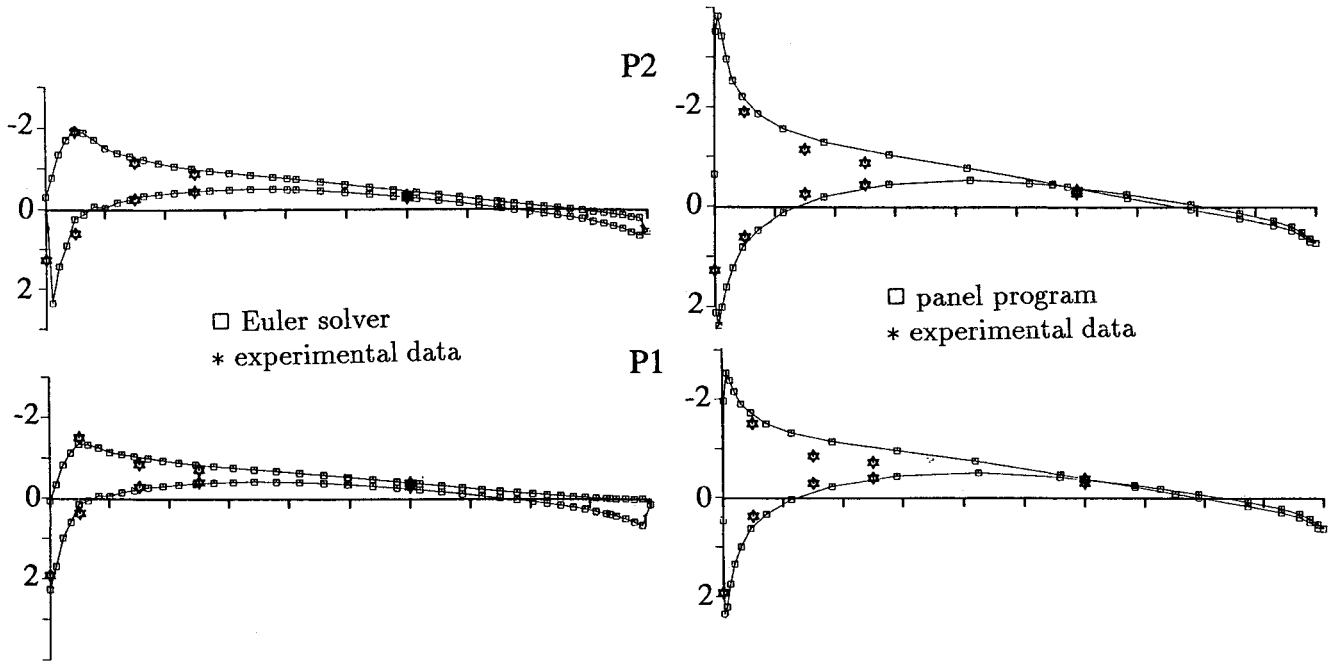 P2
-2
0
2
□ Euler solver
* experimental data
-2
0
2
□ panel program
* experimental data
P1
-2
0
2
-2
0
2